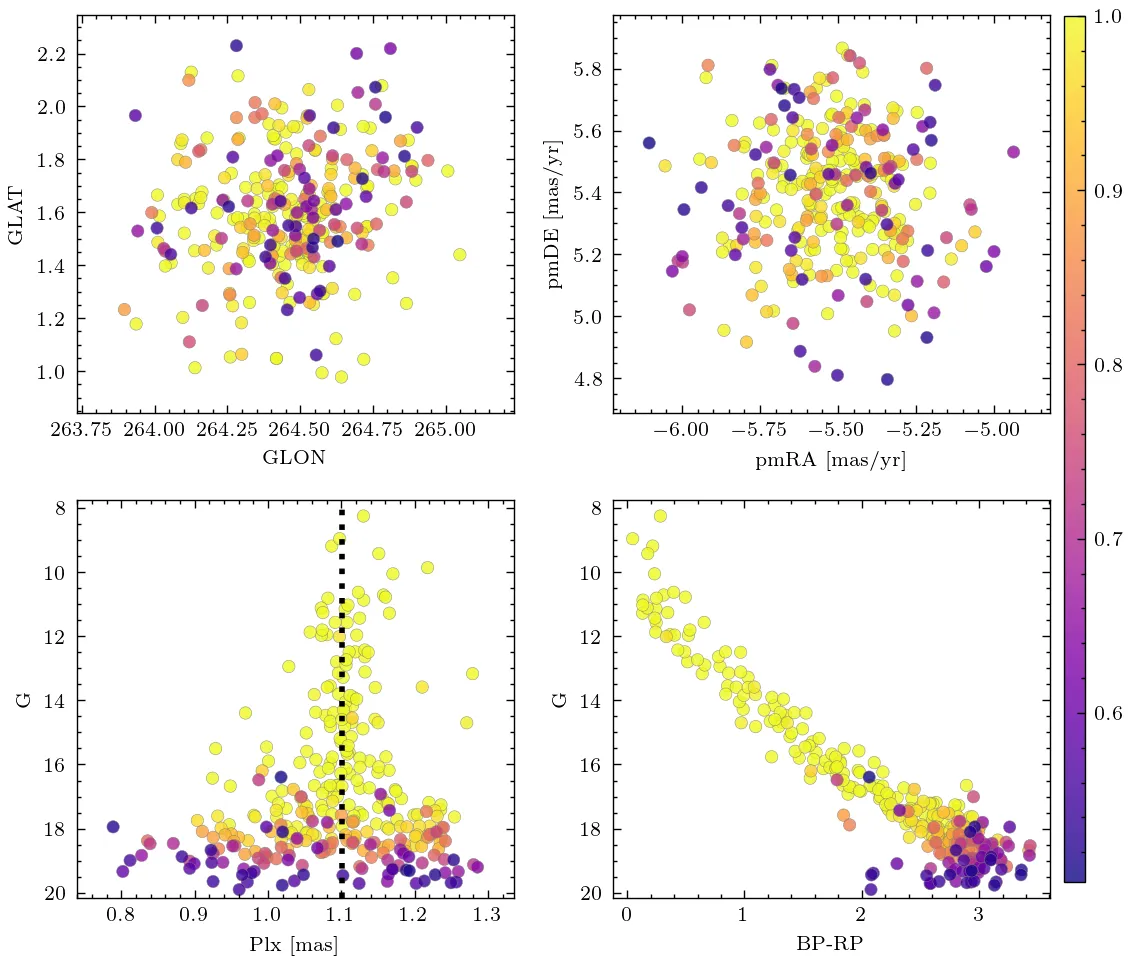 2.2
2.0
1.8
1.6
1.4
1.2
1.0
GLAT
263.75 264.00 264.25 264.50 264.75 265.00
GLON
5.8
5.6
5.4
5.2
5.0
4.8
pmDE [mas/yr]
−6.00 −5.75 −5.50 −5.25 −5.00
pmRA [mas/yr]
1.0
0.9
0.8
0.7
0.6
8
10
12
14
16
18
20
G
0.8 0.9 1.0 1.1 1.2 1.3
Plx [mas]
8
10
12
14
16
18
20
G
0 1 2 3
BP-RP